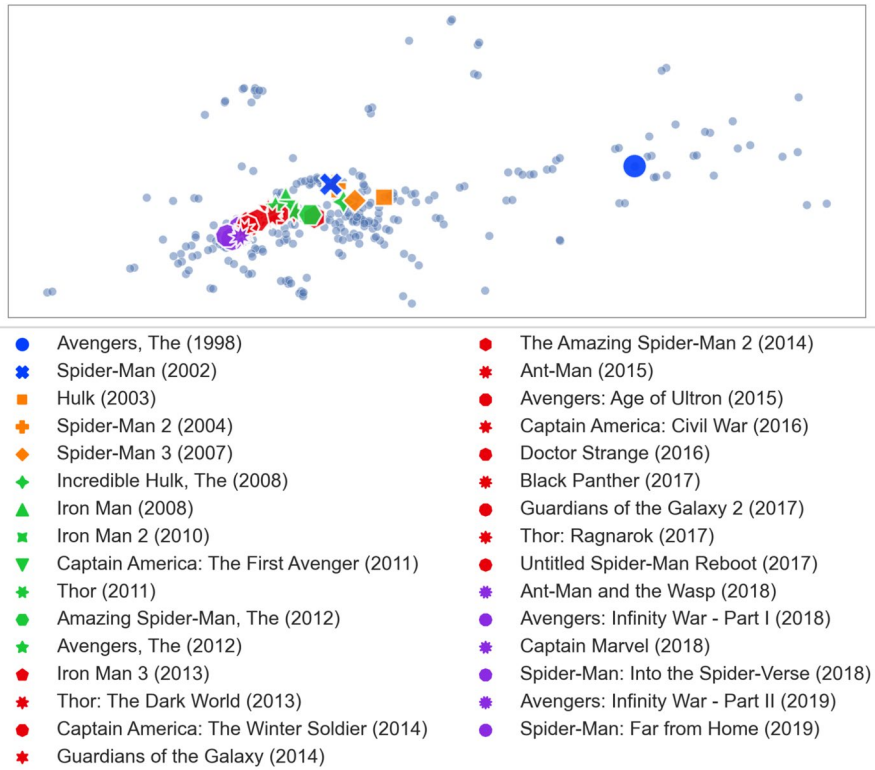 Avengers, The (1998)
Spider-Man (2002)
Hulk (2003)
Spider-Man 2 (2004)
Spider-Man 3 (2007)
Incredible Hulk, The (2008)
Iron Man (2008)
Iron Man 2 (2010)
Captain America: The First Avenger (2011)
Thor (2011)
Amazing Spider-Man, The (2012)
Avengers, The (2012)
Iron Man 3 (2013)
Thor: The Dark World (2013)
Captain America: The Winter Soldier (2014)
Guardians of the Galaxy (2014)
The Amazing Spider-Man 2 (2014)
Ant-Man (2015)
Avengers: Age of Ultron (2015)
Captain America: Civil War (2016)
Doctor Strange (2016)
Black Panther (2017)
Guardians of the Galaxy 2 (2017)
Thor: Ragnarok (2017)
Untitled Spider-Man Reboot (2017)
Ant-Man and the Wasp (2018)
Avengers: Infinity War - Part I (2018)
Captain Marvel (2018)
Spider-Man: Into the Spider-Verse (2018)
Avengers: Infinity War - Part II (2019)
Spider-Man: Far from Home (2019)